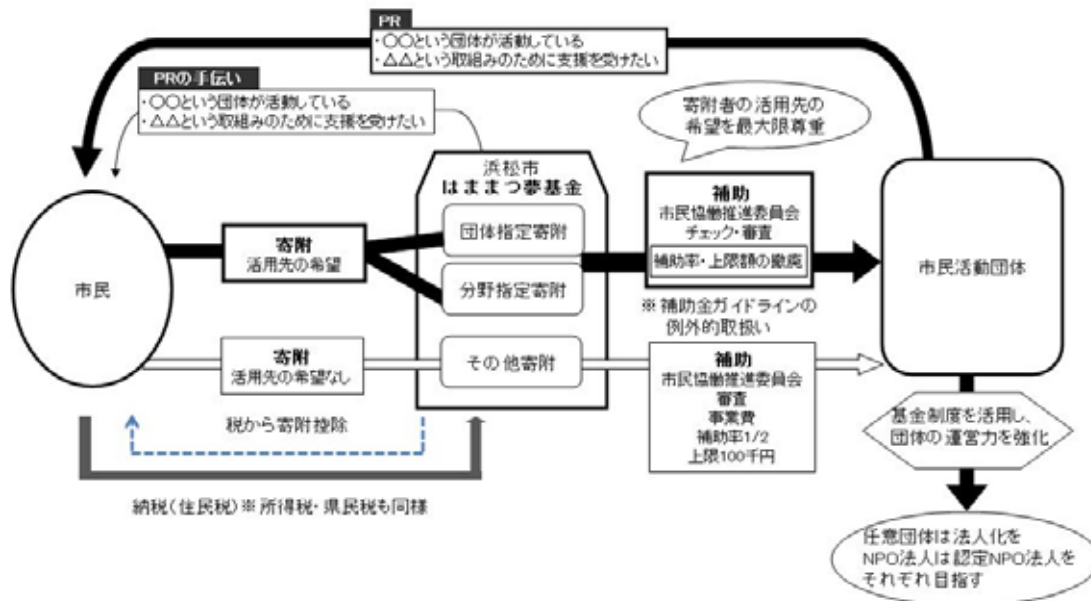 PR
・〇〇という団体が活動している
・△△という取組みのために支援を受けたい
PRの手伝い
・〇〇という団体が活動している
・△△という取組みのために支援を受けたい
寄附者の活用先の
希望を最大限尊重
浜松市
はままつ夢基金
市民
寄附
活用先の希望
団体指定寄附
分野指定寄附
補助
市民協働推進委員会
チェック・審査
補助率・上限額の撤廃
市民活動団体
※補助金ガイドラインの
例外的取扱い
寄附
活用先の希望なし
その他寄附
補助
市民協働推進委員会
審査
事業費
補助率1/2
上限100千円
税から寄附控除
納税(住民税)※所得税・県民税も同様
基金制度を活用し、
団体の運営力を強化
任意団体は法人化を
NPO法人は認定NPO法人を
それぞれ目指す